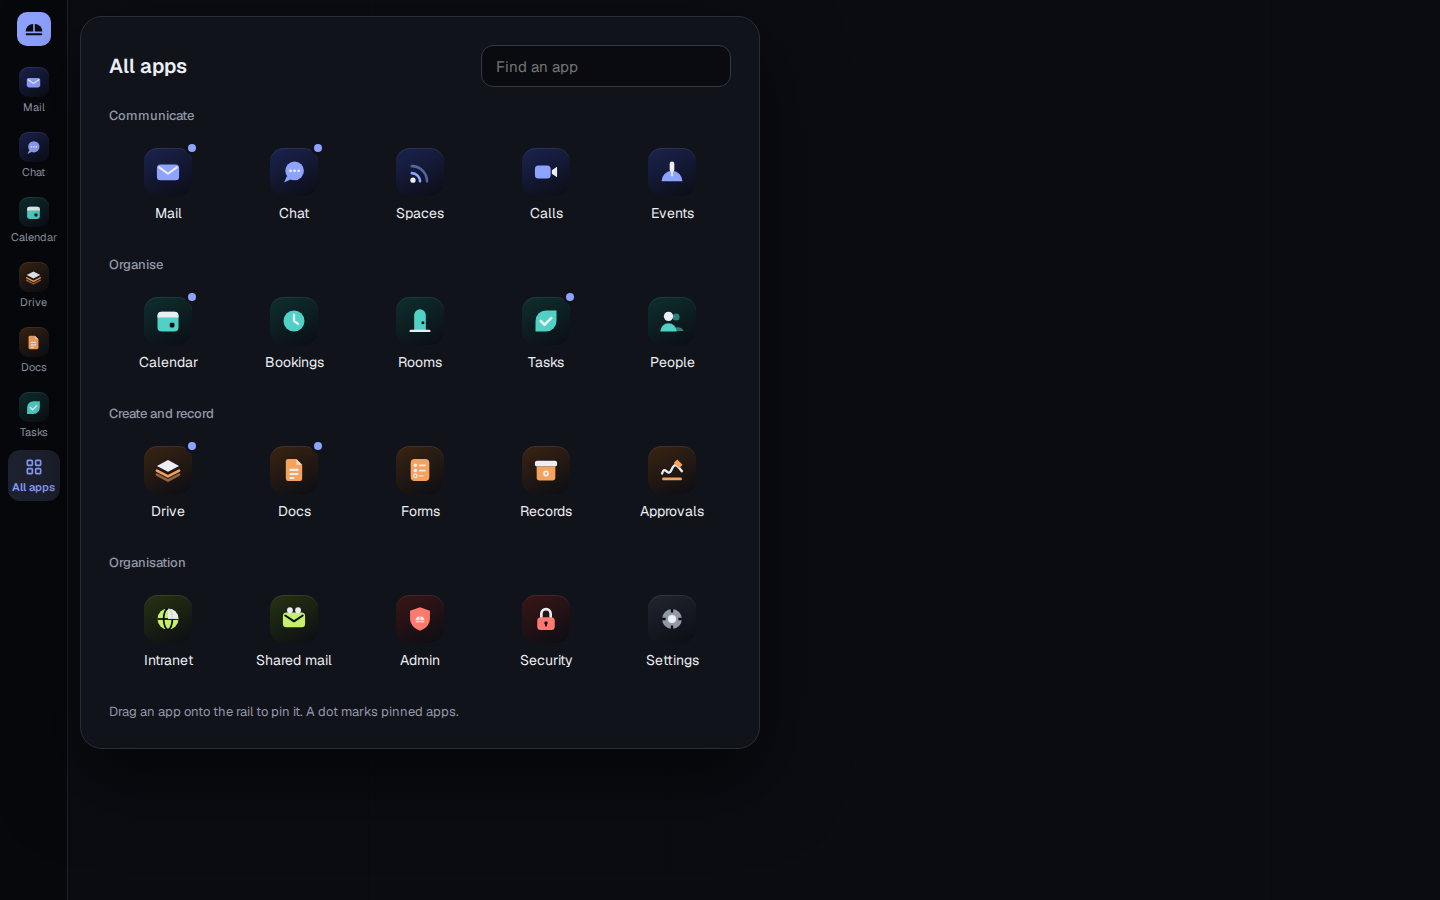 Mail
Chat
Calendar
Drive
Docs
Tasks
All apps
All apps
Find an app
Communicate
Mail
Chat
Spaces
Calls
Events
Organise
Calendar
Bookings
Rooms
Tasks
People
Create and record
Drive
Docs
Forms
Records
Approvals
Organisation
Intranet
Shared mail
Admin
Security
Settings
Drag an app onto the rail to pin it. A dot marks pinned apps.